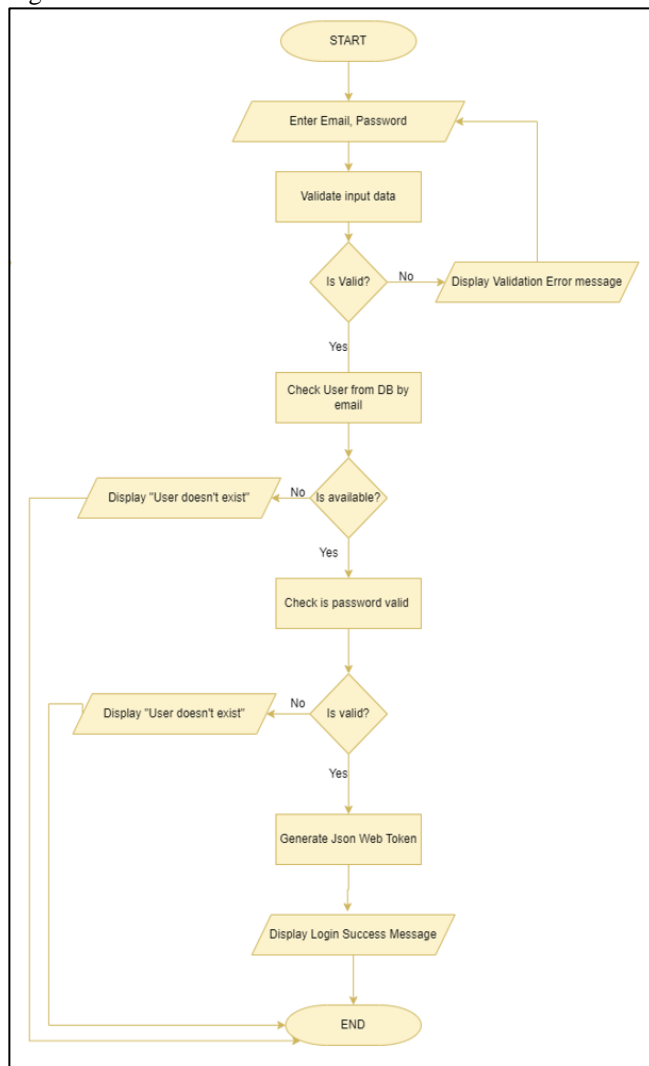 START
Enter Email, Password
Validate input data
Is Valid?
No
Display Validation Error message
Yes
Check User from DB by
email
Display "User doesn't exist"
No
Is available?
Yes
Check is password valid
Display "User doesn't exist"
No
Is valid?
Yes
Generate Json Web Token
Display Login Success Message
END